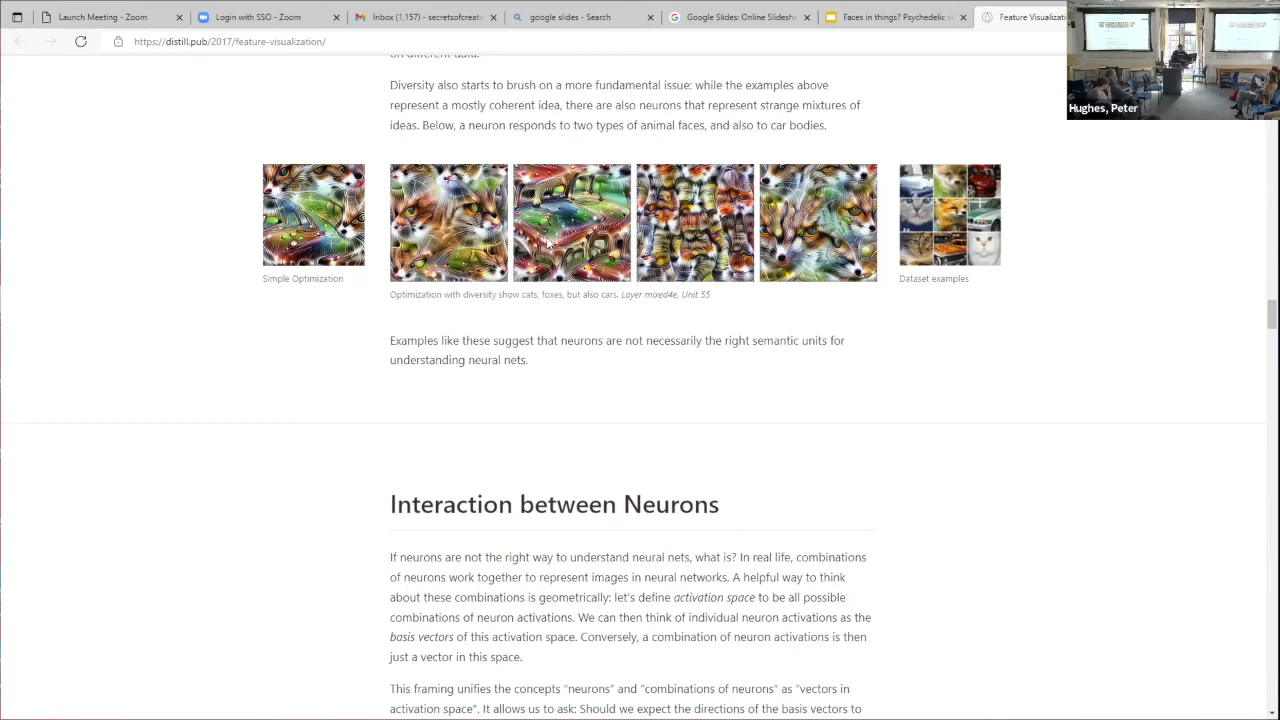 Launch Meeting - Zoom
Login with SSO - Zoom
Inbox (1,157) - secretsofcreat
google slides - Search
Google Slides: Online Slidesh
Faces in things? Psychedelic v
Feature Visualizati
https://distill.pub/2017/feature-visualization/
Hughes, Peter
on different data.
Diversity also starts to brush on a more fundamental issue: while the examples above
represent a mostly coherent idea, there are also neurons that represent strange mixtures of
ideas. Below, a neuron responds to two types of animal faces, and also to car bodies.
Simple Optimization
Optimization with diversity show cats, foxes, but also cars. Layer mixed4e, Unit 55
Dataset examples
Examples like these suggest that neurons are not necessarily the right semantic units for
understanding neural nets.
Interaction between Neurons
If neurons are not the right way to understand neural nets, what is? In real life, combinations
of neurons work together to represent images in neural networks. A helpful way to think
about these combinations is geometrically: let's define activation space to be all possible
combinations of neuron activations. We can then think of individual neuron activations as the
basis vectors of this activation space. Conversely, a combination of neuron activations is then
just a vector in this space.
This framing unifies the concepts “neurons” and “combinations of neurons” as “vectors in
activation space”. It allows us to ask: Should we expect the directions of the basis vectors to